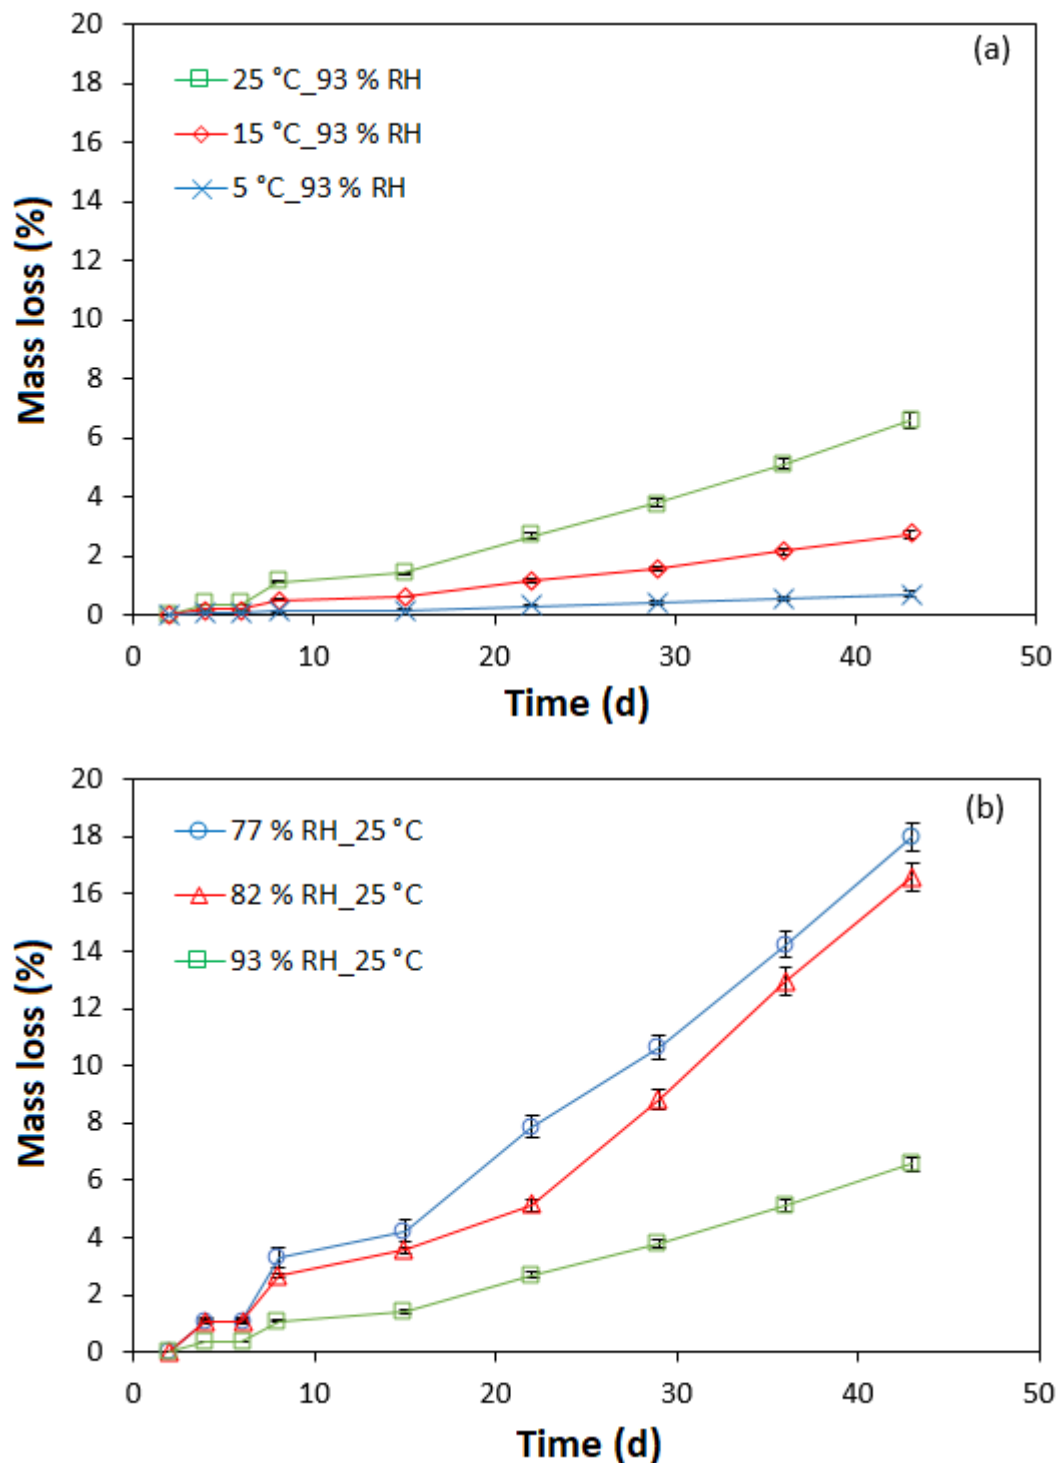 20
(a)
18
25 °C_93 % RH
16
15 °C_93 % RH
14
5 °C_93 % RH
12
10
8
6
4
2
0
Mass loss (%)
0 10 20 30 40 50
Time (d)
20
(b)
18
77 % RH_25 °C
16
82 % RH_25 °C
14
93 % RH_25 °C
12
10
8
6
4
2
0
Mass loss (%)
0 10 20 30 40 50
Time (d)